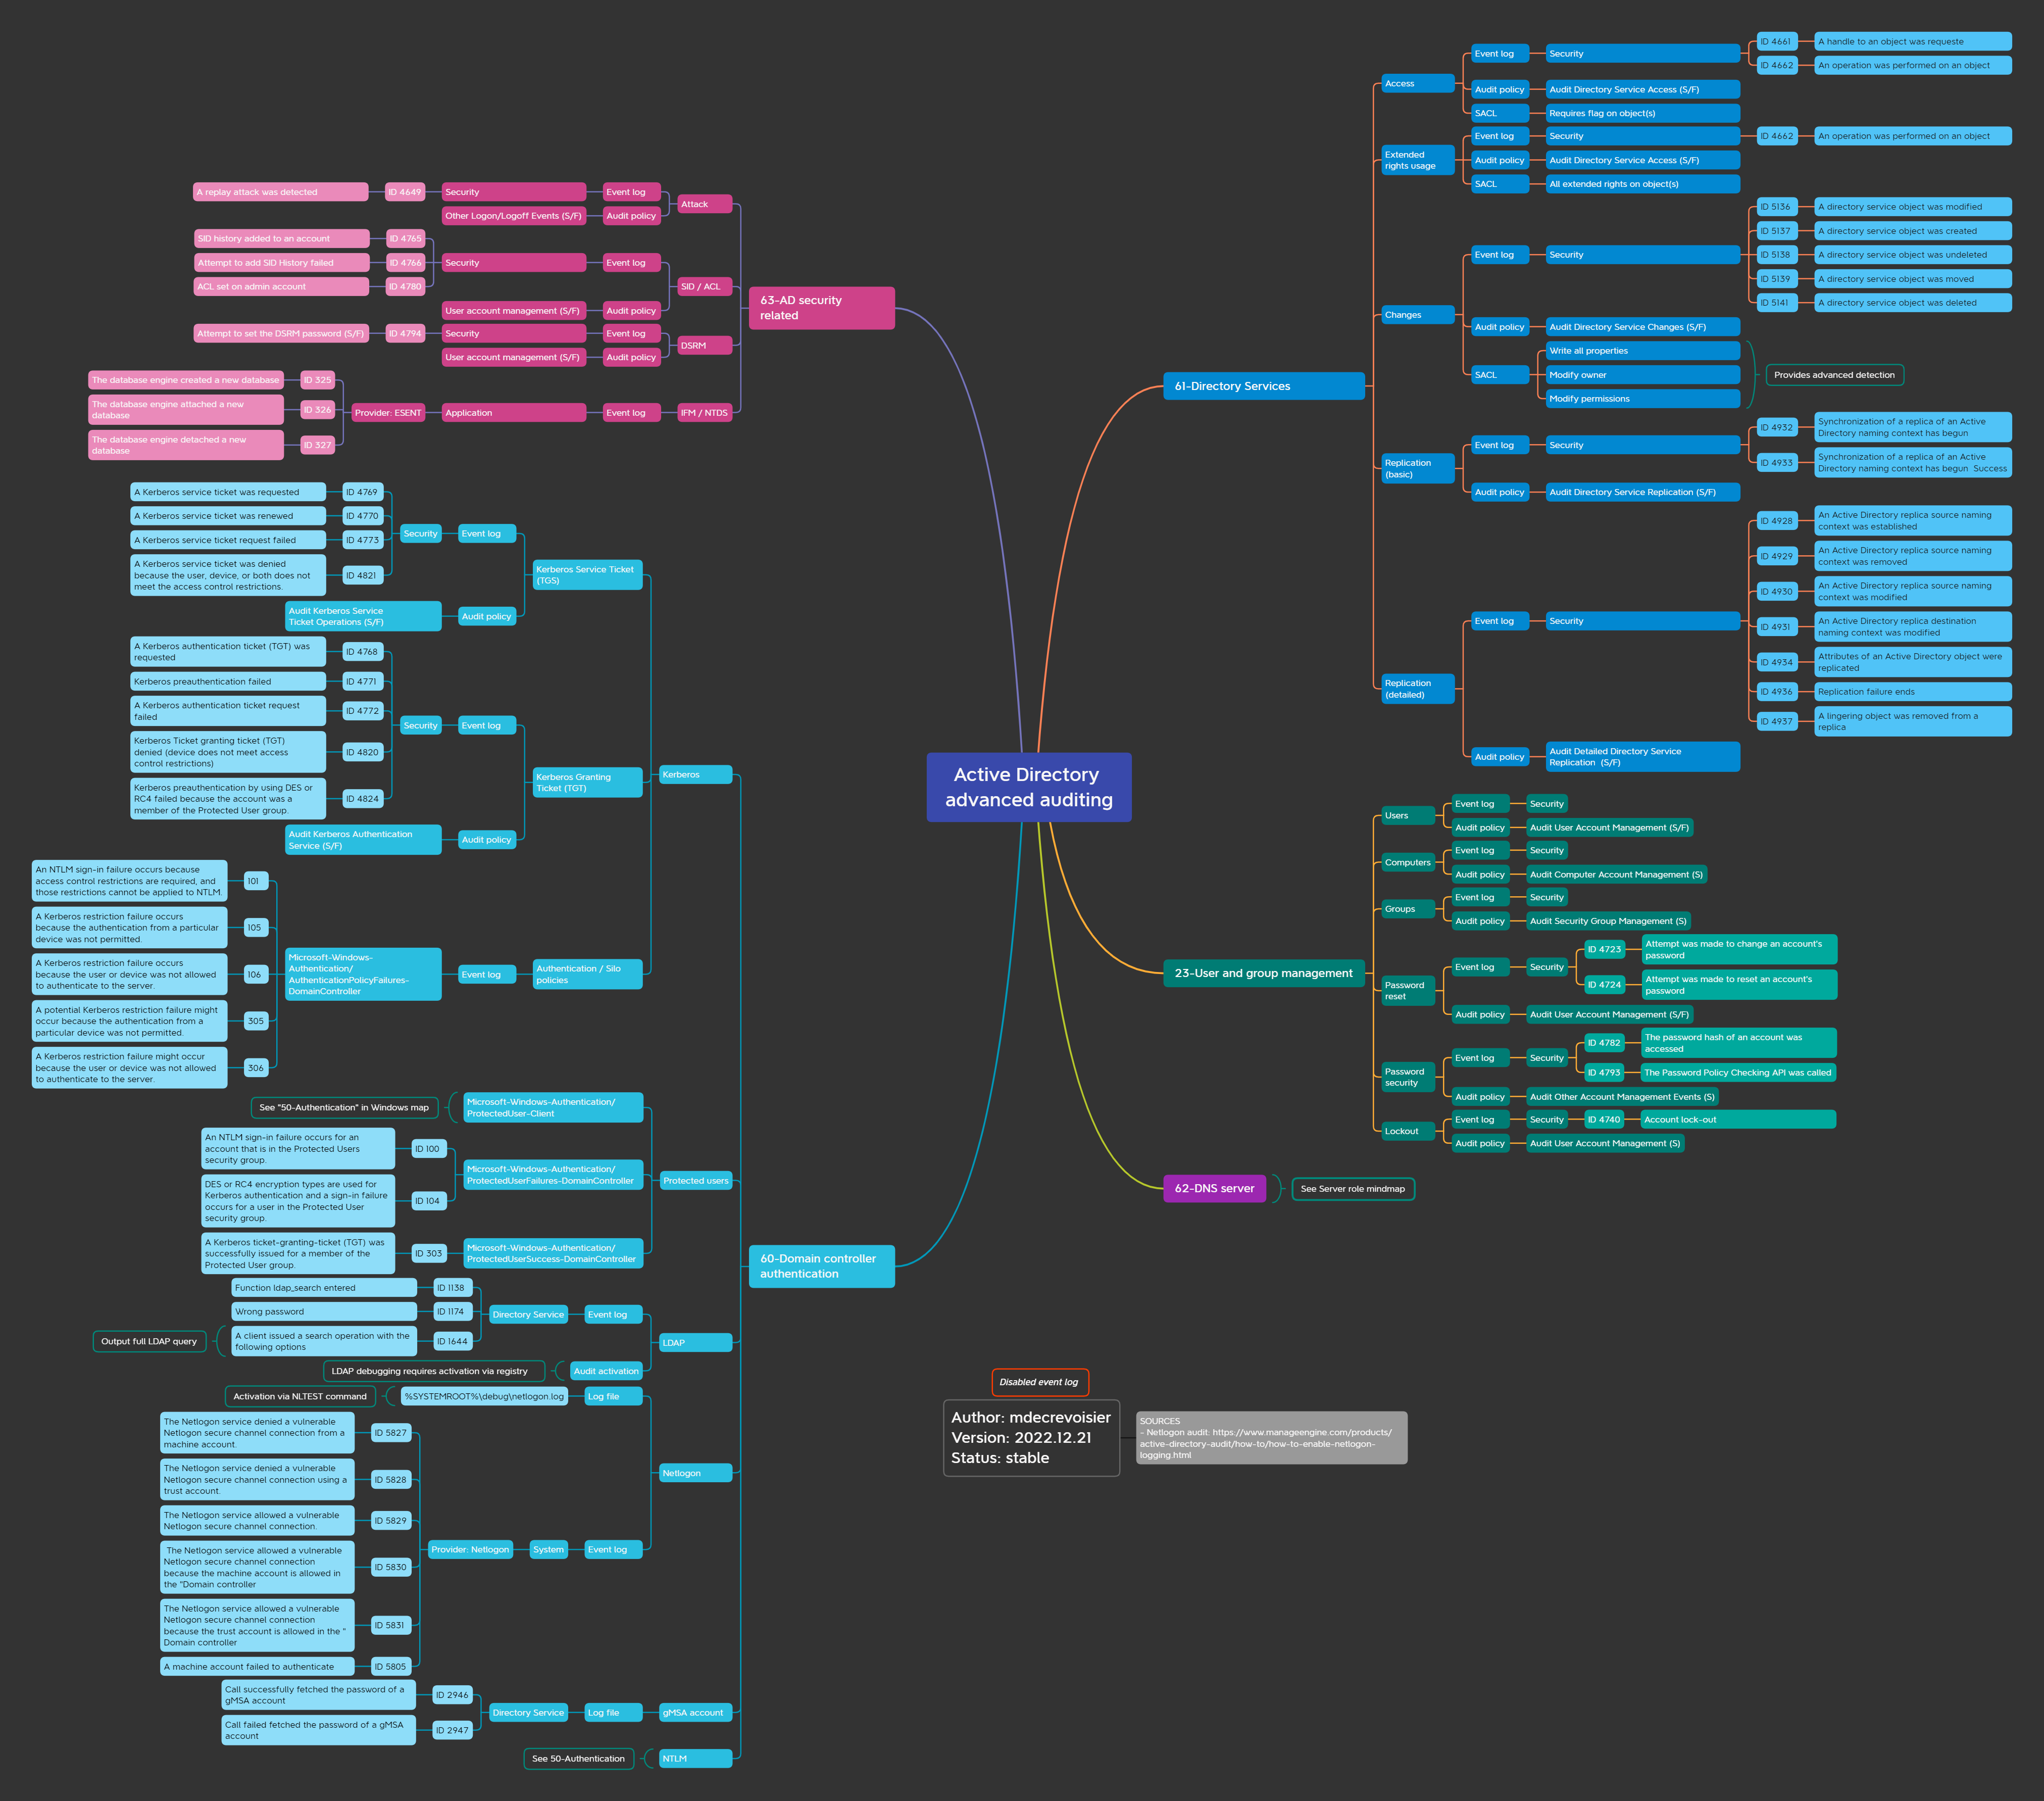 Active Directory
advanced auditing
61-Directory Services
Access
Event log
Security
ID 4661
A handle to an object was requeste
ID 4662
An operation was performed on an object
Audit policy
Audit Directory Service Access (S/F)
SACL
Requires flag on object(s)
Extended
rights usage
Event log
Security
ID 4662
An operation was performed on an object
Audit policy
Audit Directory Service Access (S/F)
SACL
All extended rights on object(s)
Changes
Event log
Security
ID 5136
A directory service object was modified
ID 5137
A directory service object was created
ID 5138
A directory service object was undeleted
ID 5139
A directory service object was moved
ID 5141
A directory service object was deleted
Audit policy
Audit Directory Service Changes (S/F)
SACL
Write all properties
Modify owner
Modify permissions
Provides advanced detection
Replication
(basic)
Event log
Security
ID 4932
Synchronization of a replica of an Active
Directory naming context has begun
ID 4933
Synchronization of a replica of an Active
Directory naming context has begun  Success
Audit policy
Audit Directory Service Replication (S/F)
Replication
(detailed)
Event log
Security
ID 4928
An Active Directory replica source naming
context was established
ID 4929
An Active Directory replica source naming
context was removed
ID 4930
An Active Directory replica source naming
context was modified
ID 4931
An Active Directory replica destination
naming context was modified
ID 4934
Attributes of an Active Directory object were
replicated
ID 4936
Replication failure ends
ID 4937
A lingering object was removed from a
replica
Audit policy
Audit Detailed Directory Service
Replication  (S/F)
23-User and group management
Users
Event log
Security
Audit policy
Audit User Account Management (S/F)
Computers
Event log
Security
Audit policy
Audit Computer Account Management (S)
Groups
Event log
Security
Audit policy
Audit Security Group Management (S)
Password
reset
Event log
Security
ID 4723
Attempt was made to change an account's
password
ID 4724
Attempt was made to reset an account's
password
Audit policy
Audit User Account Management (S/F)
Password
security
Event log
Security
ID 4782
The password hash of an account was
accessed
ID 4793
The Password Policy Checking API was called
Audit policy
Audit Other Account Management Events (S)
Lockout
Event log
Security
ID 4740
Account lock-out
Audit policy
Audit User Account Management (S)
62-DNS server
See Server role mindmap
63-AD security
related
Attack
Event log
Security
ID 4649
A replay attack was detected
Audit policy
Other Logon/Logoff Events (S/F)
SID / ACL
Event log
Security
ID 4765
SID history added to an account
ID 4766
Attempt to add SID History failed
ID 4780
ACL set on admin account
Audit policy
User account management (S/F)
DSRM
Event log
Security
ID 4794
Attempt to set the DSRM password (S/F)
Audit policy
User account management (S/F)
IFM / NTDS
Event log
Application
Provider: ESENT
ID 325
The database engine created a new database
ID 326
The database engine attached a new
database
ID 327
The database engine detached a new
database
60-Domain controller
authentication
Kerberos
Kerberos Service Ticket
(TGS)
Event log
Security
ID 4769
A Kerberos service ticket was requested
ID 4770
A Kerberos service ticket was renewed
ID 4773
A Kerberos service ticket request failed
ID 4821
A Kerberos service ticket was denied
because the user, device, or both does not
meet the access control restrictions.
Audit policy
Audit Kerberos Service
Ticket Operations (S/F)
Kerberos Granting
Ticket (TGT)
Event log
Security
ID 4768
A Kerberos authentication ticket (TGT) was
requested
ID 4771
Kerberos preauthentication failed
ID 4772
A Kerberos authentication ticket request
failed
ID 4820
Kerberos Ticket granting ticket (TGT)
denied (device does not meet access
control restrictions)
ID 4824
Kerberos preauthentication by using DES or
RC4 failed because the account was a
member of the Protected User group.
Audit policy
Audit Kerberos Authentication
Service (S/F)
Authentication / Silo
policies
Event log
Microsoft-Windows-
Authentication/
AuthenticationPolicyFailures-
DomainController
101
An NTLM sign-in failure occurs because
access control restrictions are required, and
those restrictions cannot be applied to NTLM.
105
A Kerberos restriction failure occurs
because the authentication from a particular
device was not permitted.
106
A Kerberos restriction failure occurs
because the user or device was not allowed
to authenticate to the server.
305
A potential Kerberos restriction failure might
occur because the authentication from a
particular device was not permitted.
306
A Kerberos restriction failure might occur
because the user or device was not allowed
to authenticate to the server.
Protected users
Microsoft-Windows-Authentication/
ProtectedUser-Client
See "50-Authentication" in Windows map
Microsoft-Windows-Authentication/
ProtectedUserFailures-DomainController
ID 100
An NTLM sign-in failure occurs for an
account that is in the Protected Users
security group.
ID 104
DES or RC4 encryption types are used for
Kerberos authentication and a sign-in failure
occurs for a user in the Protected User
security group.
Microsoft-Windows-Authentication/
ProtectedUserSuccess-DomainController
ID 303
A Kerberos ticket-granting-ticket (TGT) was
successfully issued for a member of the
Protected User group.
LDAP
Event log
Directory Service
ID 1138
Function ldap_search entered
ID 1174
Wrong password
ID 1644
A client issued a search operation with the
following options
Output full LDAP query
Audit activation
LDAP debugging requires activation via registry
Netlogon
Log file
%SYSTEMROOT%\debug\netlogon.log
Activation via NLTEST command
Event log
System
Provider: Netlogon
ID 5827
The Netlogon service denied a vulnerable
Netlogon secure channel connection from a
machine account.
ID 5828
The Netlogon service denied a vulnerable
Netlogon secure channel connection using a
trust account.
ID 5829
The Netlogon service allowed a vulnerable
Netlogon secure channel connection.
ID 5830
The Netlogon service allowed a vulnerable
Netlogon secure channel connection
because the machine account is allowed in
the "Domain controller
ID 5831
The Netlogon service allowed a vulnerable
Netlogon secure channel connection
because the trust account is allowed in the "
Domain controller
ID 5805
A machine account failed to authenticate
gMSA account
Log file
Directory Service
ID 2946
Call successfully fetched the password of a
gMSA account
ID 2947
Call failed fetched the password of a gMSA
account
NTLM
See 50-Authentication
Disabled event log
Author: mdecrevoisier
Version: 2022.12.21
Status: stable
SOURCES
- Netlogon audit: https://www.manageengine.com/products/
active-directory-audit/how-to/how-to-enable-netlogon-
logging.html